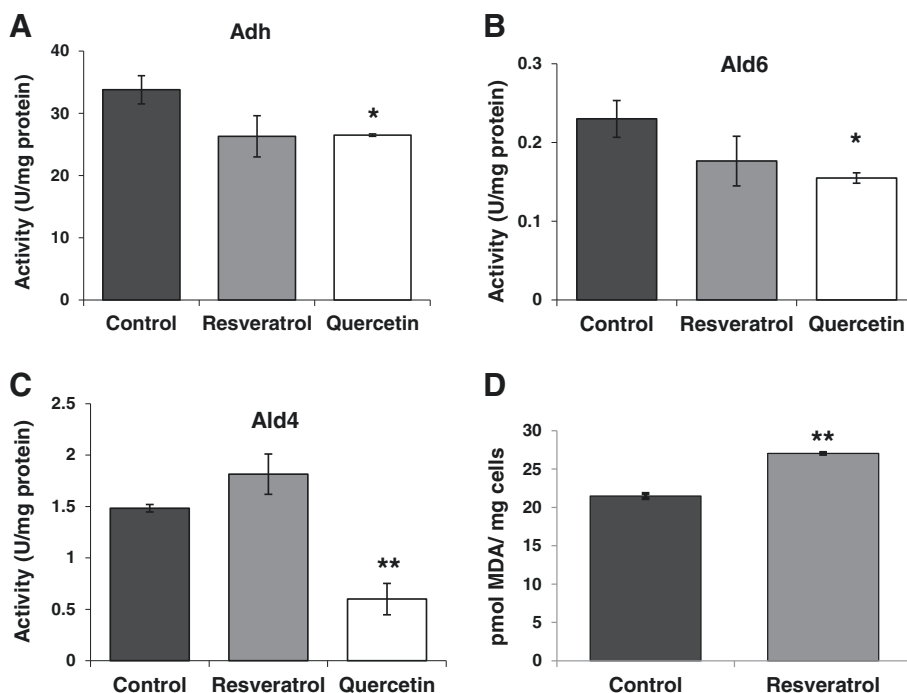 A
Adh
Activity (U/mg protein)
40
30
20
10
0
*
Control Resveratrol Quercetin
B
Ald6
Activity (U/mg protein)
0.3
0.2
0.1
0
*
Control Resveratrol Quercetin
C
Ald4
Activity (U/mg protein)
2.5
2
1.5
1
0.5
0
**
Control Resveratrol Quercetin
D
pmol MDA/ mg cells
30
25
20
15
10
5
0
**
Control Resveratrol